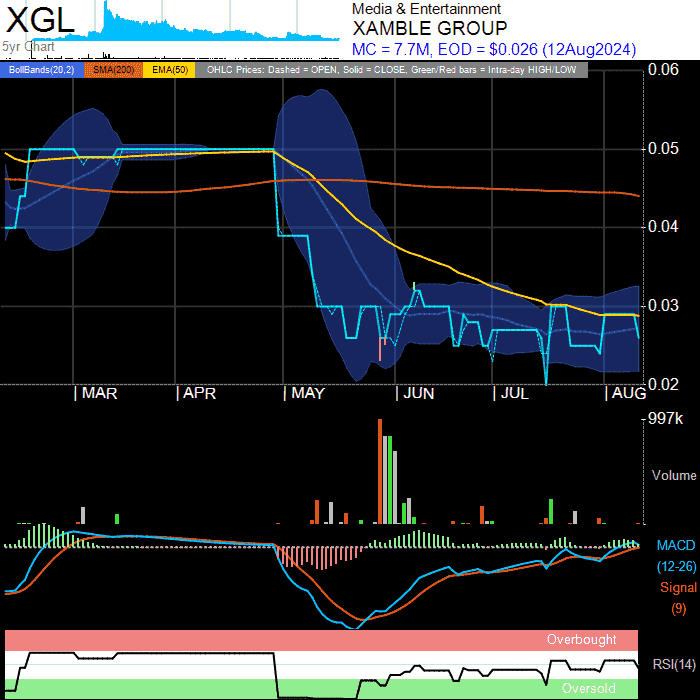 XGL
5yr Chart
Media & Entertainment
XAMBLE GROUP
MC = 7.7M, EOD = $0.026 (12Aug2024)
BollBands(20,2) SMA(200) EMA(50) OHLC Prices: Dashed = OPEN, Solid = CLOSE, Green/Red bars = Intra-day HIGH/LOW
0.06
0.05
0.04
0.03
0.02
MAR APR MAY JUN JUL AUG
997k
Volume
MACD
(12-26)
Signal
(9)
Overbought
RSI(14)
Oversold